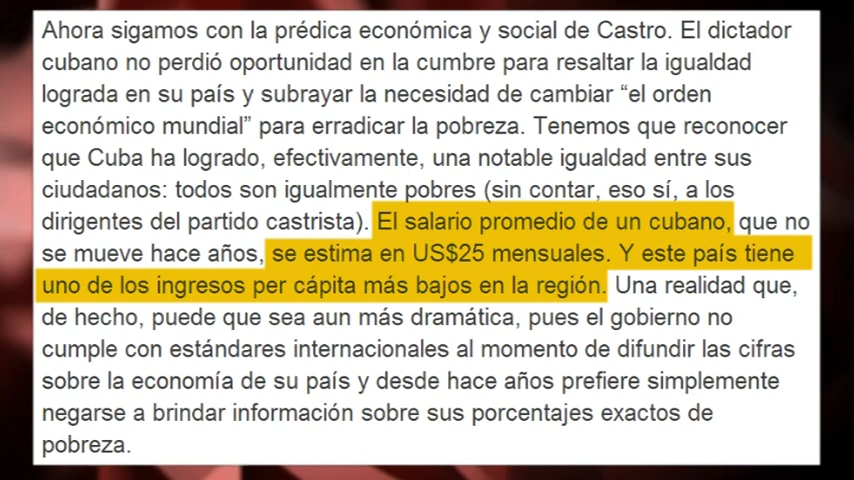 Ahora sigamos con la prédica económica y social de Castro. El dictador
cubano no perdió oportunidad en la cumbre para resaltar la igualdad
lograda en su país y subrayar la necesidad de cambiar “el orden
económico mundial” para erradicar la pobreza. Tenemos que reconocer
que Cuba ha logrado, efectivamente, una notable igualdad entre sus
ciudadanos: todos son igualmente pobres (sin contar, eso sí, a los
dirigentes del partido castrista). El salario promedio de un cubano, que no
se mueve hace años, se estima en US$25 mensuales. Y este país tiene
uno de los ingresos per cápita más bajos en la región. Una realidad que,
de hecho, puede que sea aun más dramática, pues el gobierno no
cumple con estándares internacionales al momento de difundir las cifras
sobre la economía de su país y desde hace años prefiere simplemente
negarse a brindar información sobre sus porcentajes exactos de
pobreza.